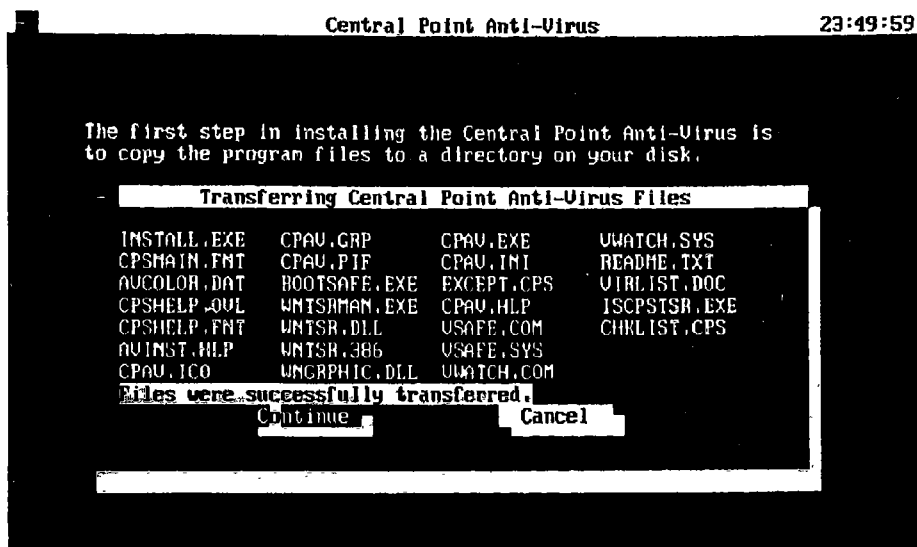 Central Point Anti-Virus 23:49:59
The first step in installing the Central Point Anti-Virus is
to copy the program files to a directory on your disk.
Transferring Central Point Anti-Virus Files
INSTALL.EXE CPAV.GRP CPAV.EXE VWATCH.SYS
CPSMAIN.FNT CPAV.PIF CPAV.INI README.TXT
AVCOLOR.DAT BOOTSAFE.EXE EXCEPT.CPS VIRLIST.DOC
CPSHELP.OVL WNTSRMAN.EXE CPAV.HLP ISCPSTSR.EXE
CPSHELP.FNT WNTSR.DLL VSAFE.COM CHKLIST.CPS
AVINST.HLP WNTSR.386 VSAFE.SYS
CPAV.ICO WNGRPHIC.DLL VWATCH.COM
Files were successfully transferred.
Continue Cancel